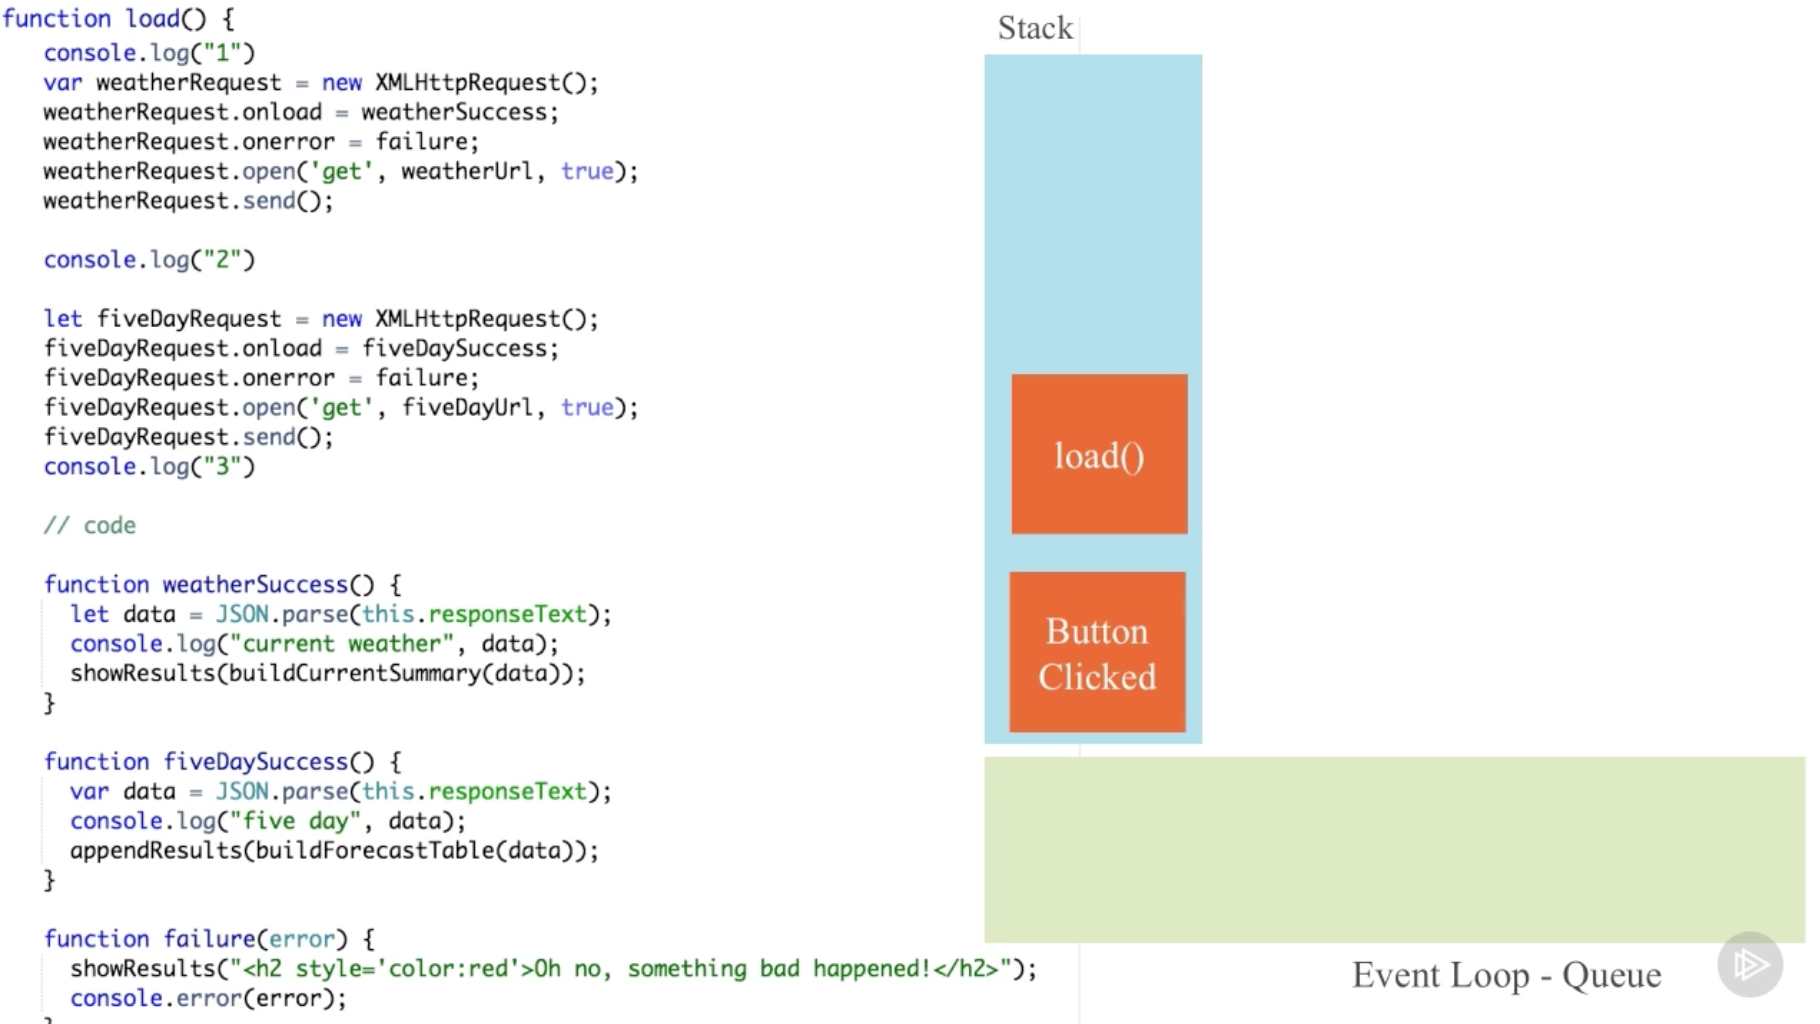 function load() {
console.log("1")
var weatherRequest = new XMLHttpRequest();
weatherRequest.onload = weatherSuccess;
weatherRequest.onerror = failure;
weatherRequest.open('get', weatherUrl, true);
weatherRequest.send();
console.log("2")
let fiveDayRequest = new XMLHttpRequest();
fiveDayRequest.onload = fiveDaySuccess;
fiveDayRequest.onerror = failure;
fiveDayRequest.open('get', fiveDayUrl, true);
fiveDayRequest.send();
console.log("3")
// code
function weatherSuccess() {
let data = JSON.parse(this.responseText);
console.log("current weather", data);
showResults(buildCurrentSummary(data));
}
function fiveDaySuccess() {
var data = JSON.parse(this.responseText);
console.log("five day", data);
appendResults(buildForecastTable(data));
}
function failure(error) {
showResults("<h2 style='color:red'>Oh no, something bad happened!</h2>");
console.error(error);
Stack
load()
Button
Clicked
Event Loop - Queue